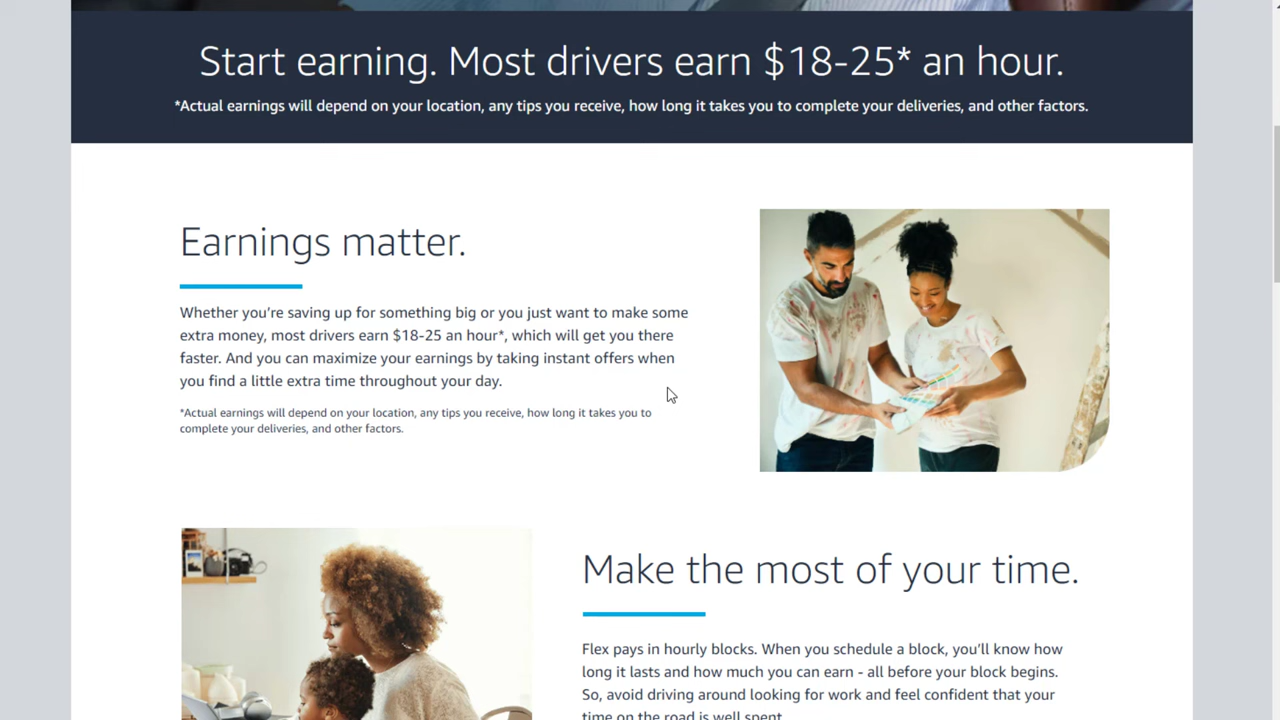 Start earning. Most drivers earn $18-25* an hour.
*Actual earnings will depend on your location, any tips you receive, how long it takes you to complete your deliveries, and other factors.
Earnings matter.
Whether you’re saving up for something big or you just want to make some
extra money, most drivers earn $18-25 an hour*, which will get you there
faster. And you can maximize your earnings by taking instant offers when
you find a little extra time throughout your day.
*Actual earnings will depend on your location, any tips you receive, how long it takes you to
complete your deliveries, and other factors.
Make the most of your time.
Flex pays in hourly blocks. When you schedule a block, you’ll know how
long it lasts and how much you can earn - all before your block begins.
So, avoid driving around looking for work and feel confident that your
time on the road is well spent.